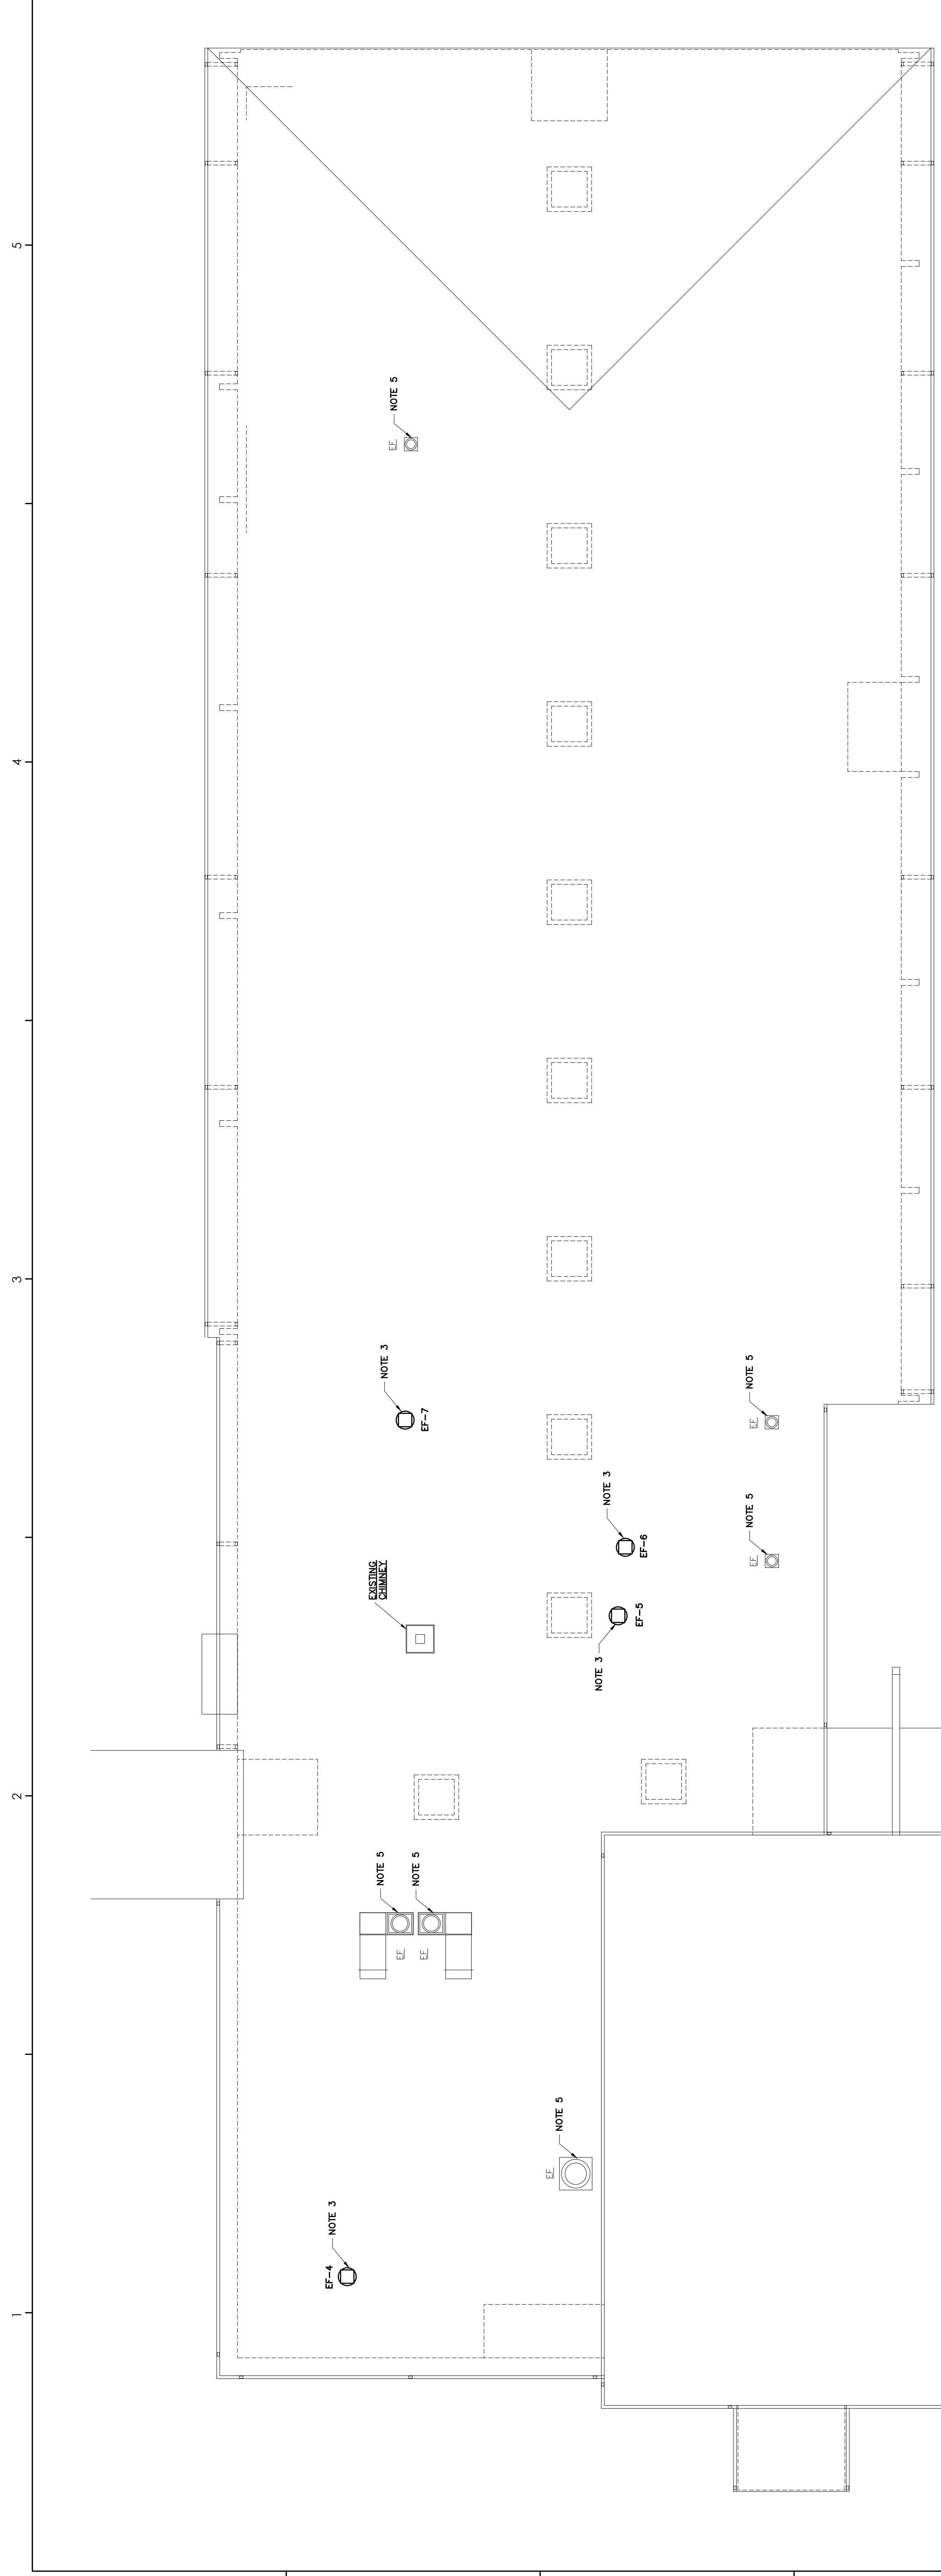 5
NOTE 5
EF
4
3
NOTE 3
EF-7
NOTE 5
EF
NOTE 3
EF-6
NOTE 5
EF
EXISTING
CHIMNEY
EF-5
NOTE 3
2
NOTE 5
NOTE 5
EF
EF
NOTE 5
EF
NOTE 3
EF-4
1